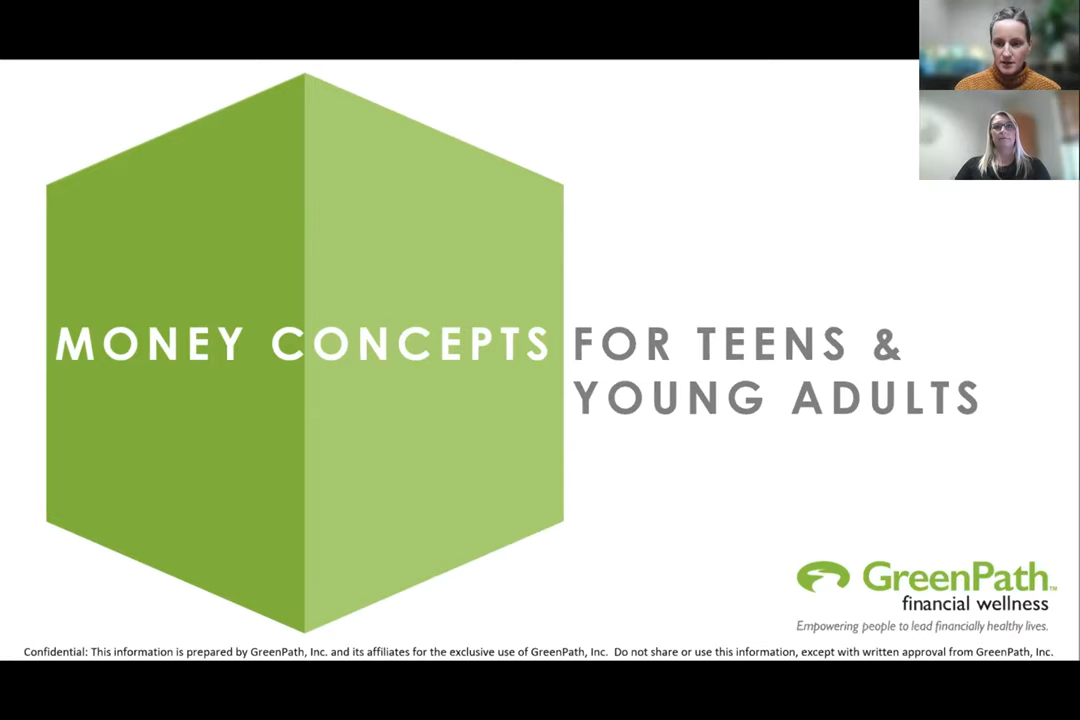 MONEY CONCEPTS FOR TEENS &
YOUNG ADULTS
GreenPath™
financial wellness
Empowering people to lead financially healthy lives.
Confidential: This information is prepared by GreenPath, Inc. and its affiliates for the exclusive use of GreenPath, Inc. Do not share or use this information, except with written approval from GreenPath, Inc.